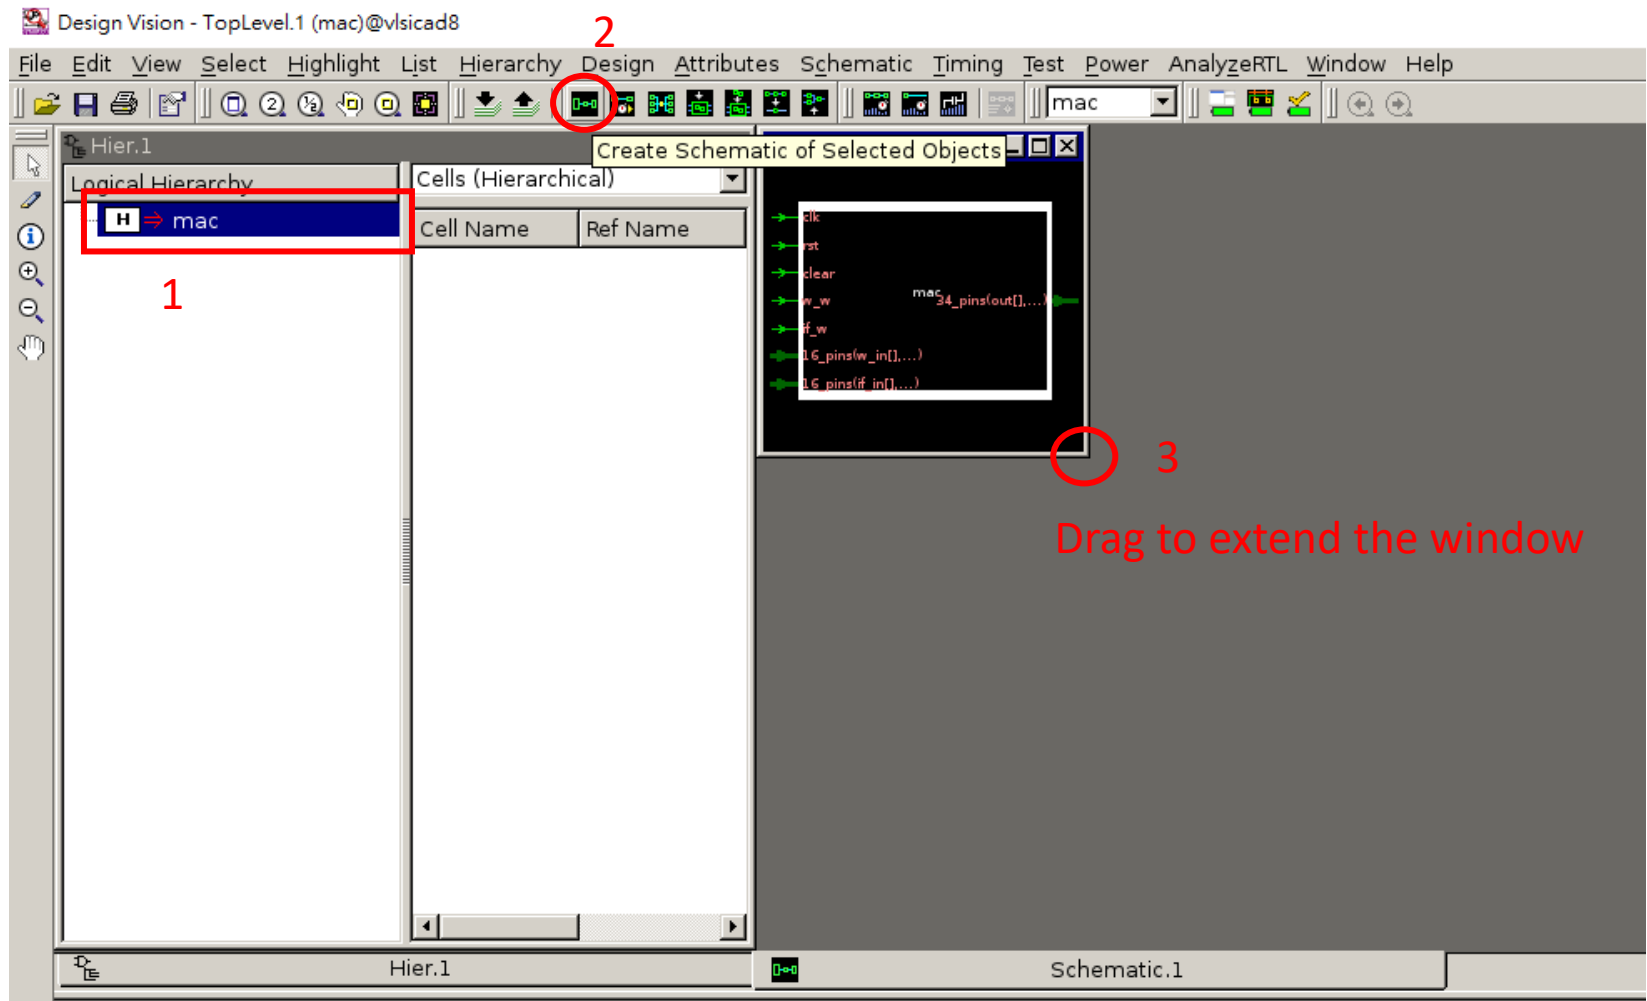 Design Vision - TopLevel.1 (mac)@vlsicad8
2
File Edit View Select Highlight List Hierarchy Design Attributes Schematic Timing Test Power AnalyzeRTL Window Help
mac
Create Schematic of Selected Objects
Hier.1
Logical Hierarchy
Cells (Hierarchical)
H ⇒ mac
Cell Name Ref Name
1
clk
rst
clear
w_w
mac
34_pins(out[],...)
if_w
16_pins(w_in[],...)
16_pins(if_in[],...)
3
Drag to extend the window
Hier.1
Schematic.1